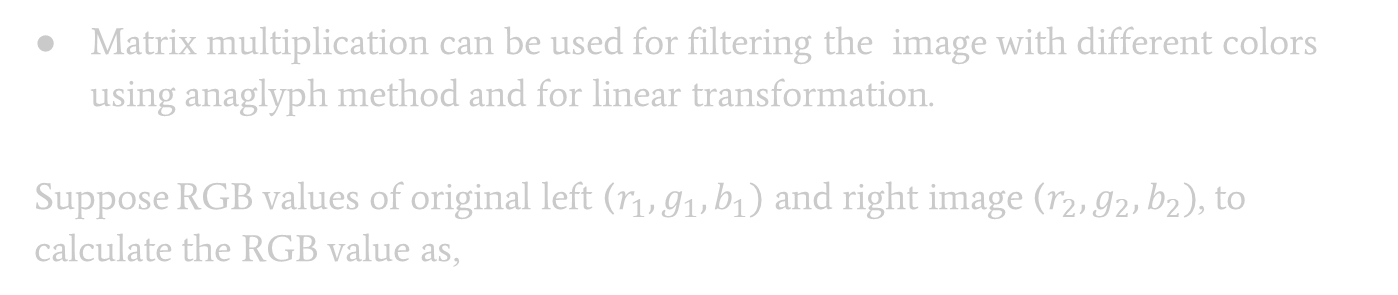 • Matrix multiplication can be used for filtering the  image with different colors
using anaglyph method and for linear transformation.
Suppose RGB values of original left (𝑟₁, 𝑔₁, 𝑏₁) and right image (𝑟₂, 𝑔₂, 𝑏₂), to
calculate the RGB value as,